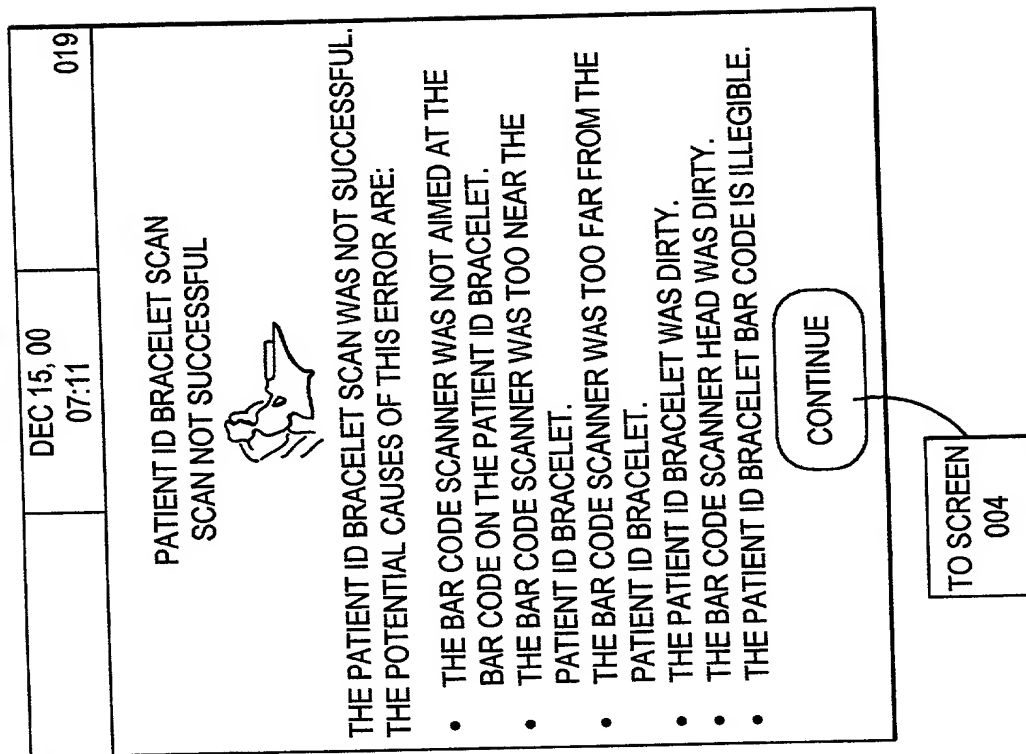 DEC 15, 00
07:11
019
PATIENT ID BRACELET SCAN
SCAN NOT SUCCESSFUL
THE PATIENT ID BRACELET SCAN WAS NOT SUCCESSFUL.
THE POTENTIAL CAUSES OF THIS ERROR ARE:
• THE BAR CODE SCANNER WAS NOT AIMED AT THE
BAR CODE ON THE PATIENT ID BRACELET.
• THE BAR CODE SCANNER WAS TOO NEAR THE
PATIENT ID BRACELET.
• THE BAR CODE SCANNER WAS TOO FAR FROM THE
PATIENT ID BRACELET.
• THE PATIENT ID BRACELET WAS DIRTY.
• THE BAR CODE SCANNER HEAD WAS DIRTY.
• THE PATIENT ID BRACELET BAR CODE IS ILLEGIBLE.
CONTINUE
TO SCREEN
004